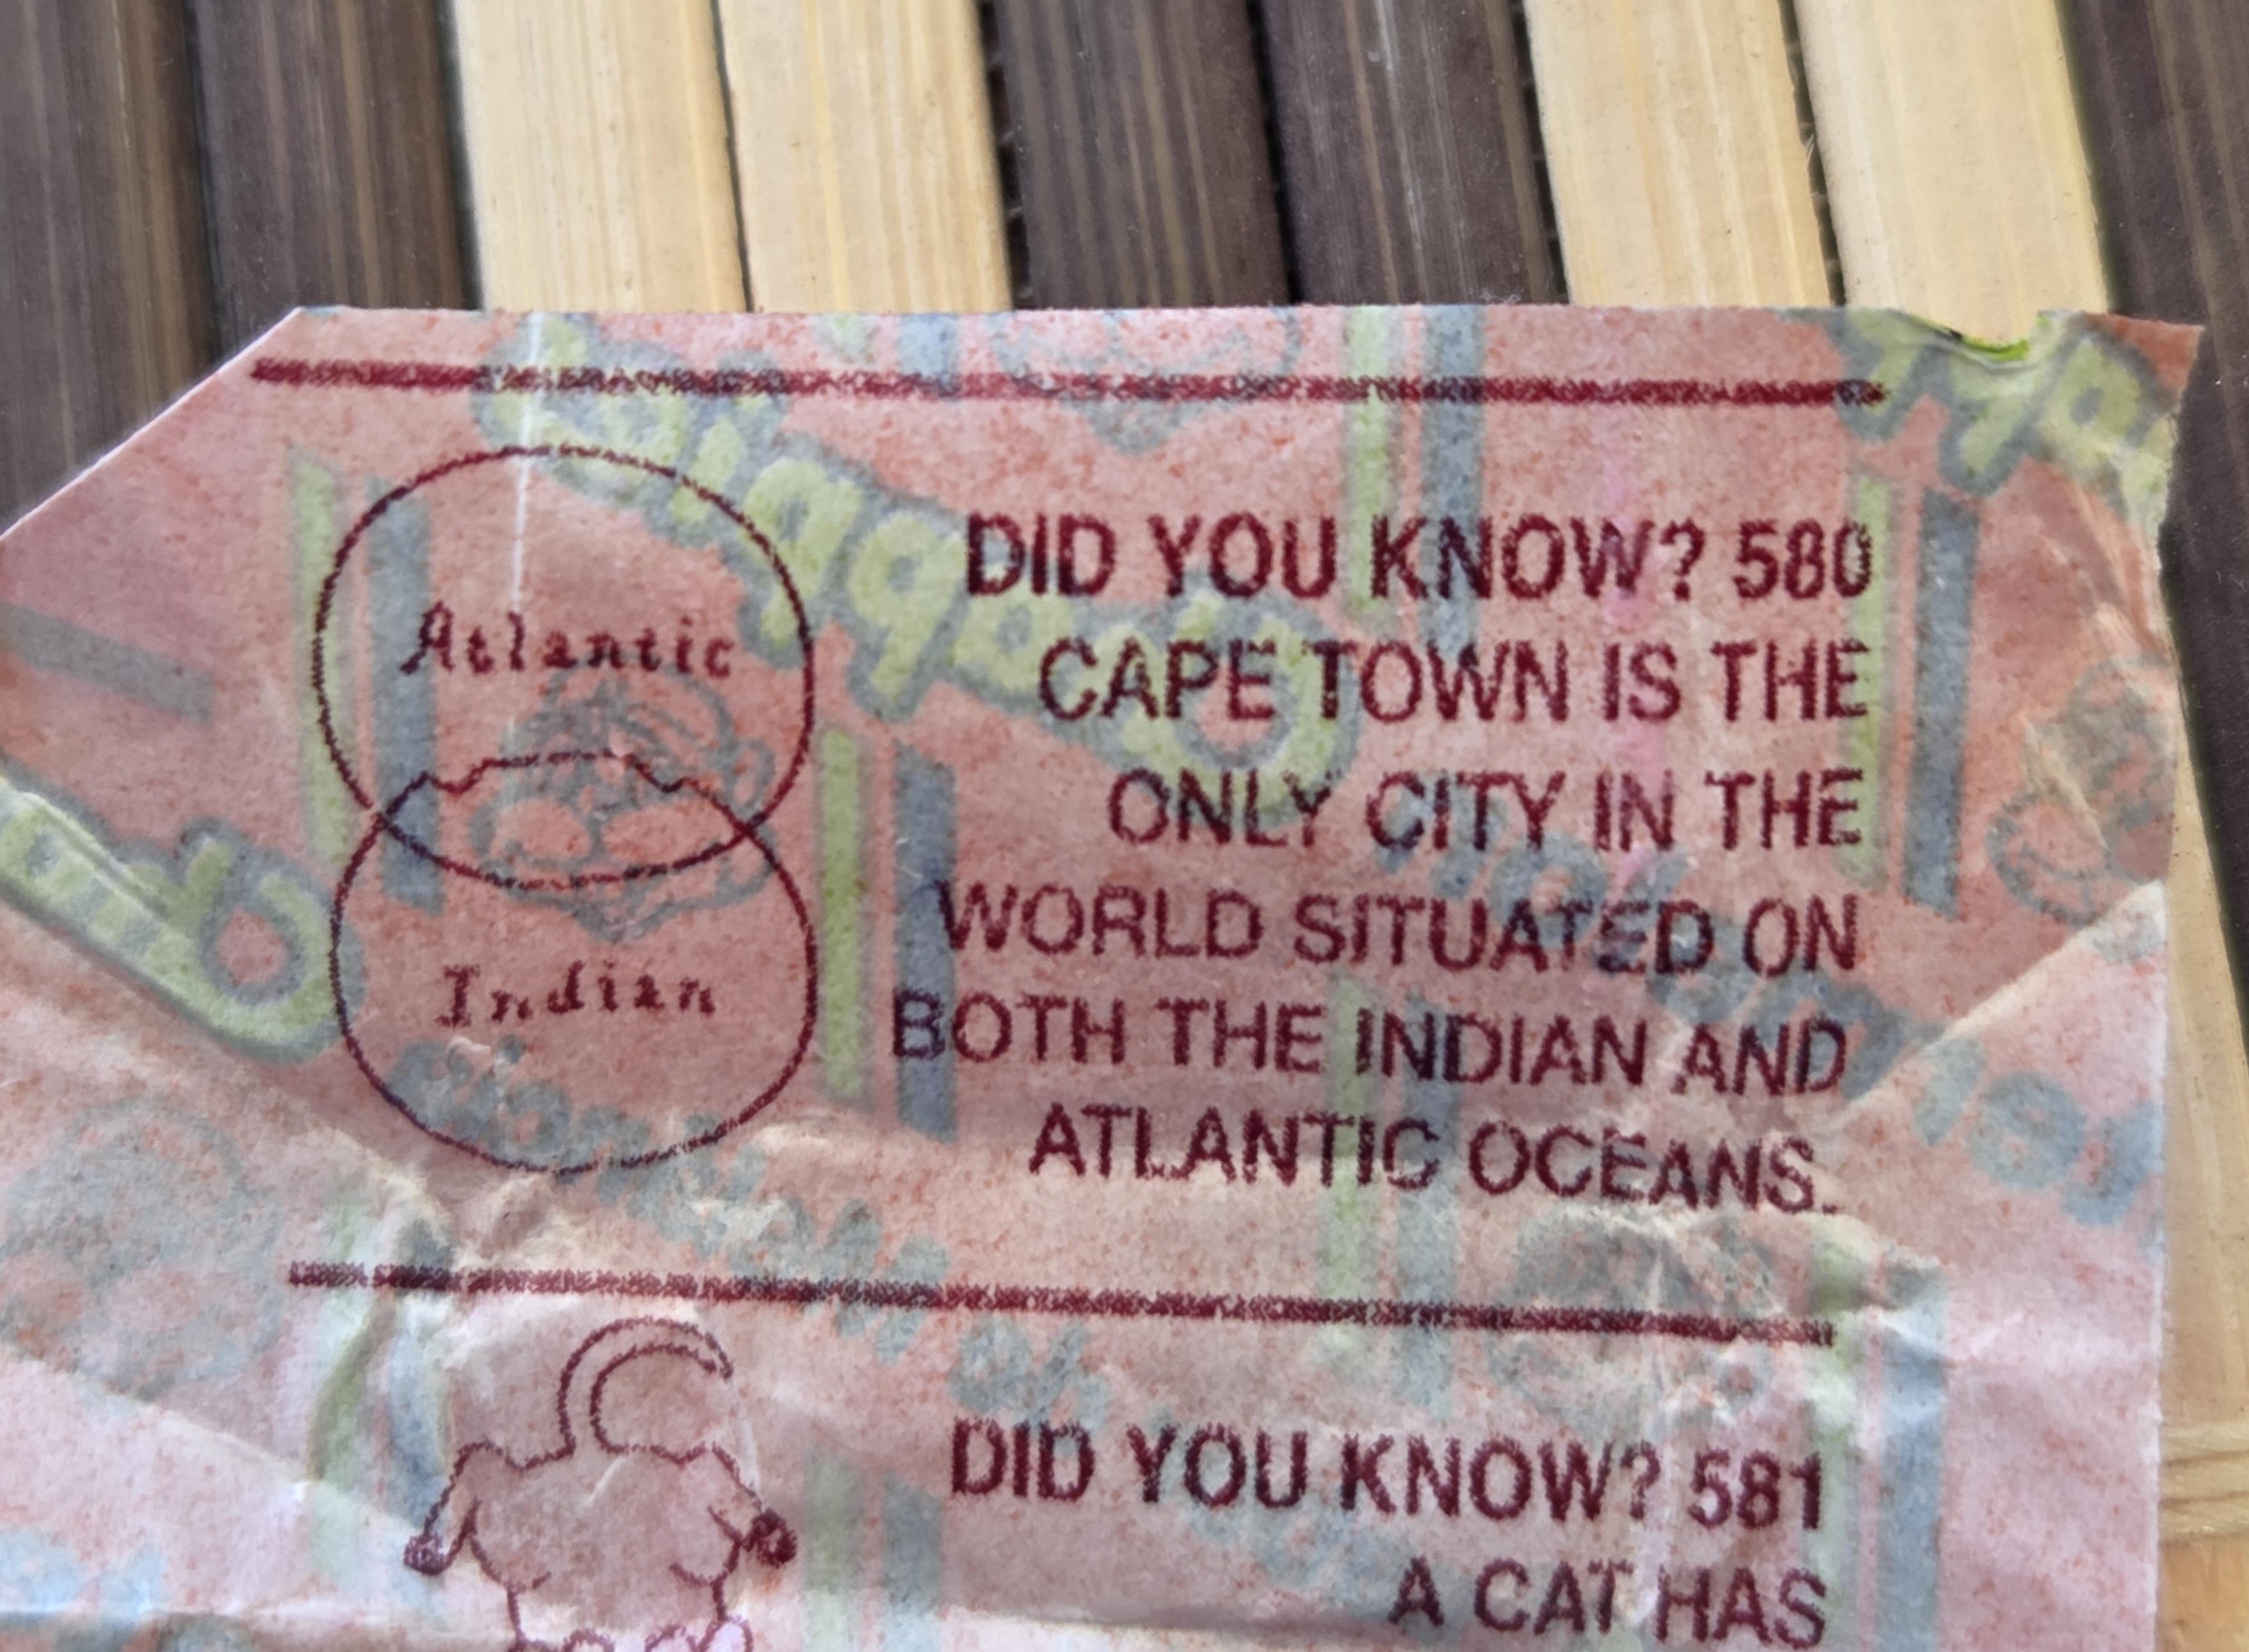 Atlantic
Indian
DID YOU KNOW? 580
CAPE TOWN IS THE
ONLY CITY IN THE
WORLD SITUATED ON
BOTH THE INDIAN AND
ATLANTIC OCEANS.
DID YOU KNOW? 581
A CAT HAS